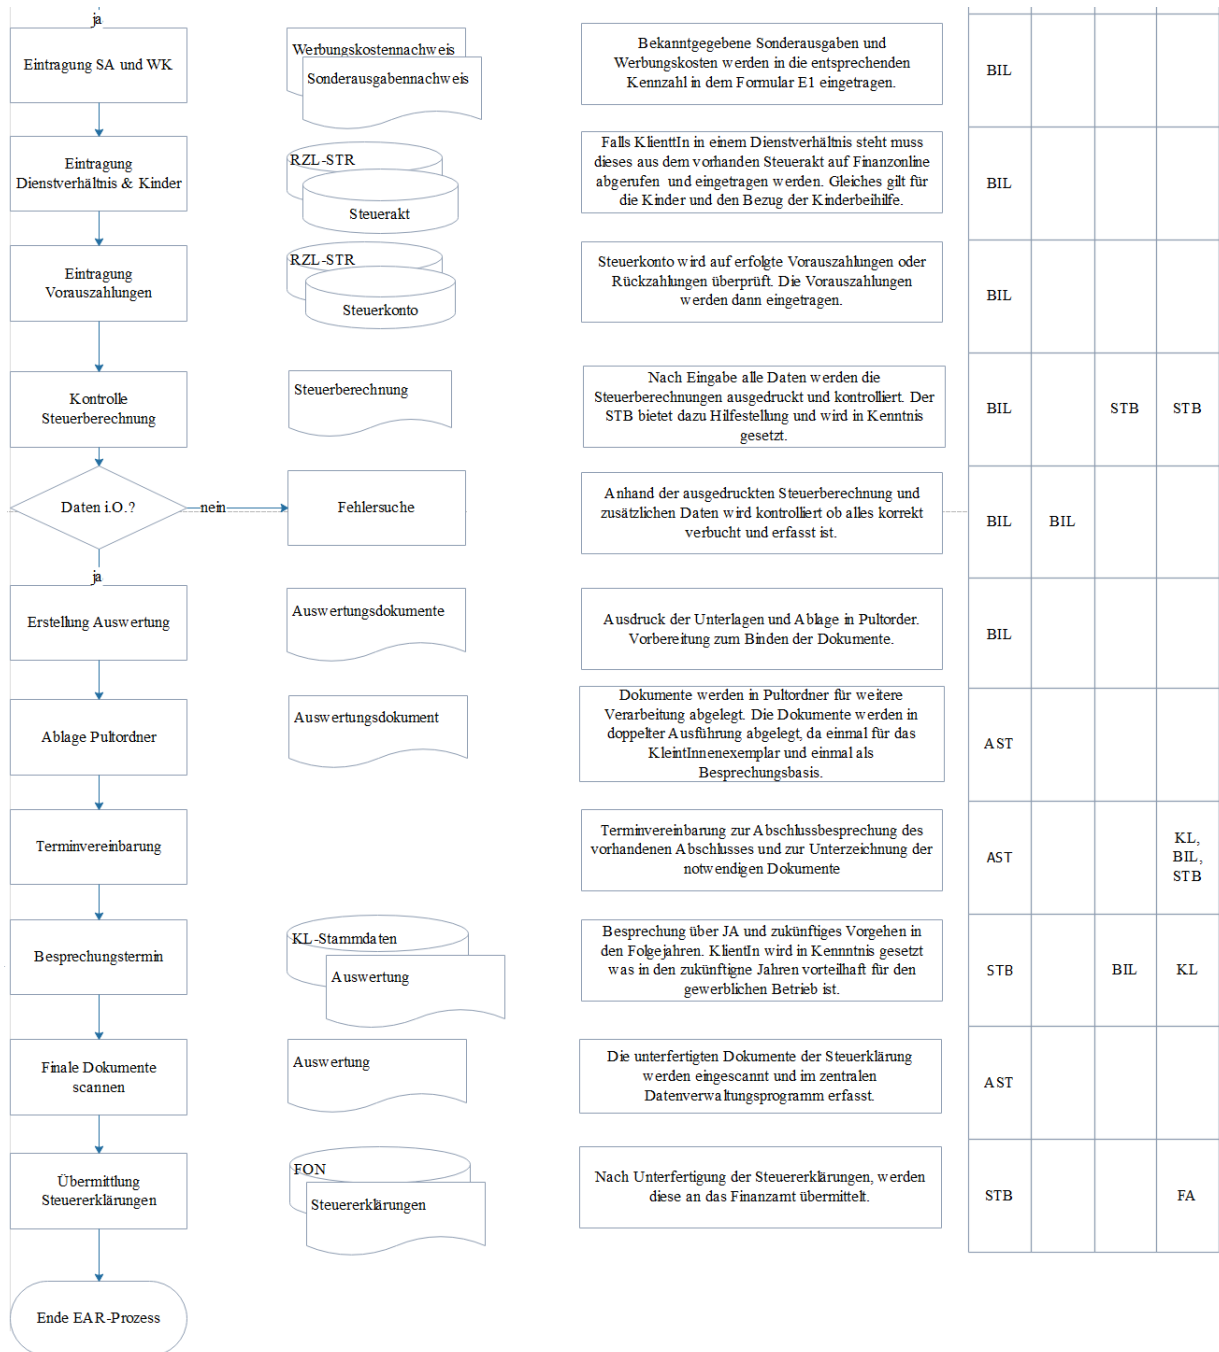 ja
Eintragung SA und WK
Werbungskostennachweis
Sonderausgabennachweis
Bekanntgegebene Sonderausgaben und
Werbungskosten werden in die entsprechenden
Kennzahl in dem Formular E1 eingetragen.
BIL
Eintragung
Dienstverhältnis & Kinder
RZL-STR
Steuerakt
Falls KlienttIn in einem Dienstverhältnis steht muss
dieses aus dem vorhanden Steuerakt auf Finanzonline
abgerufen und eingetragen werden. Gleiches gilt für
die Kinder und den Bezug der Kinderbeihilfe.
BIL
Eintragung
Vorauszahlungen
RZL-STR
Steuerkonto
Steuerkonto wird auf erfolgte Vorauszahlungen oder
Rückzahlungen überprüft. Die Vorauszahlungen
werden dann eingetragen.
BIL
Kontrolle
Steuerberechnung
Steuerberechnung
Nach Eingabe alle Daten werden die
Steuerberechnungen ausgedruckt und kontrolliert. Der
STB bietet dazu Hilfestellung und wird in Kenntnis
gesetzt.
BIL
STB
STB
Daten i.O.?
nein
Fehlersuche
Anhand der ausgedruckten Steuerberechnung und
zusätzlichen Daten wird kontrolliert ob alles korrekt
verbucht und erfasst ist.
BIL
BIL
ja
Erstellung Auswertung
Auswertungsdokumente
Ausdruck der Unterlagen und Ablage in Pultorder.
Vorbereitung zum Binden der Dokumente.
BIL
Ablage Pultordner
Auswertungsdokument
Dokumente werden in Pultordner für weitere
Verarbeitung abgelegt. Die Dokumente werden in
doppelter Ausführung abgelegt, da einmal für das
KleintInnenexemplar und einmal als
Besprechungsbasis.
AST
Terminvereinbarung
Terminvereinbarung zur Abschlussbesprechung des
vorhandenen Abschlusses und zur Unterzeichnung der
notwendigen Dokumente
AST
KL,
BIL,
STB
Besprechungstermin
KL-Stammdaten
Auswertung
Besprechung über JA und zukünftiges Vorgehen in
den Folgejahren. KlientIn wird in Kennntnis gesetzt
was in den zukünftigne Jahren vorteilhaft für den
gewerblichen Betrieb ist.
STB
BIL
KL
Finale Dokumente
scannen
Auswertung
Die unterfertigten Dokumente der Steuerklärung
werden eingescannt und im zentralen
Datenverwaltungsprogramm erfasst.
AST
Übermittlung
Steuererklärungen
FON
Steuererklärungen
Nach Unterfertigung der Steuererklärungen, werden
diese an das Finanzamt übermittelt.
STB
FA
Ende EAR-Prozess